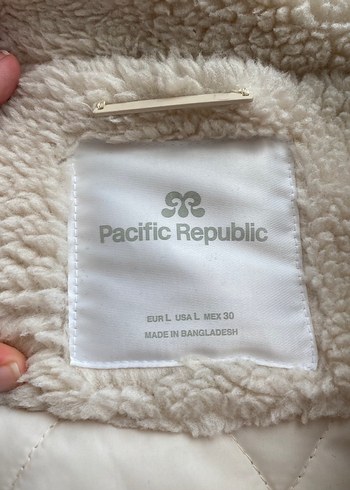 Pacific Republic
EUR L USA L MEX 30
MADE IN BANGLADESH